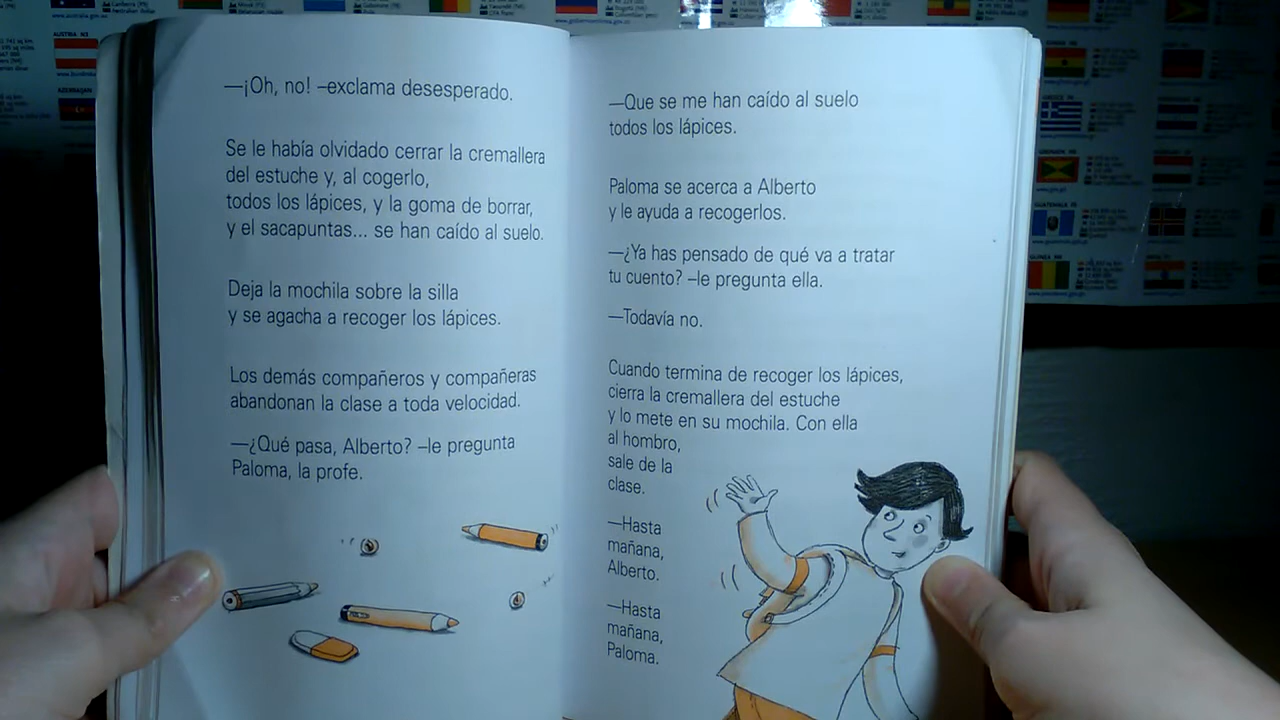 —¡Oh, no! –exclama desesperado.
Se le había olvidado cerrar la cremallera
del estuche y, al cogerlo,
todos los lápices, y la goma de borrar,
y el sacapuntas... se han caído al suelo.
Deja la mochila sobre la silla
y se agacha a recoger los lápices.
Los demás compañeros y compañeras
abandonan la clase a toda velocidad.
—¿Qué pasa, Alberto? –le pregunta
Paloma, la profe.
—Que se me han caído al suelo
todos los lápices.
Paloma se acerca a Alberto
y le ayuda a recogerlos.
—¿Ya has pensado de qué va a tratar
tu cuento? –le pregunta ella.
—Todavía no.
Cuando termina de recoger los lápices,
cierra la cremallera del estuche
y lo mete en su mochila. Con ella
al hombro,
sale de la
clase.
—Hasta
mañana,
Alberto.
—Hasta
mañana,
Paloma.
AUSTRIA
AZERBAIJAN
GUATEMALA